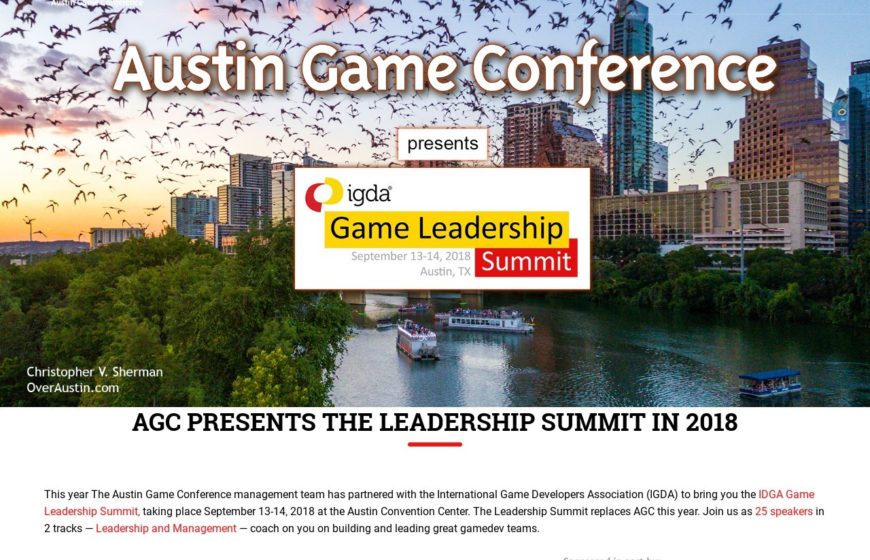 Austin Game Conference
presents
igda®
Game Leadership
September 13-14, 2018
Austin, TX
Summit
Christopher V. Sherman
OverAustin.com
AGC PRESENTS THE LEADERSHIP SUMMIT IN 2018
This year The Austin Game Conference management team has partnered with the International Game Developers Association (IGDA) to bring you the IDGA Game
Leadership Summit, taking place September 13-14, 2018 at the Austin Convention Center. The Leadership Summit replaces AGC this year. Join us as 25 speakers in
2 tracks — Leadership and Management — coach on you on building and leading great gamedev teams.